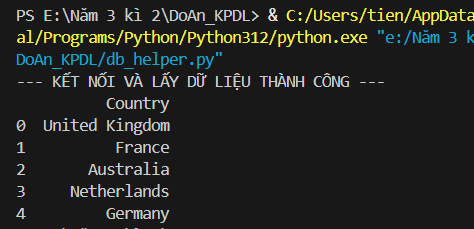 PS E:\Năm 3 kì 2\DoAn_KPDL> & C:/Users/tien/AppData
al/Programs/Python/Python312/python.exe "e:/Năm 3 k
DoAn_KPDL/db_helper.py"
--- KẾT NỐI VÀ LẤY DỮ LIỆU THÀNH CÔNG ---
Country
0 United Kingdom
1 France
2 Australia
3 Netherlands
4 Germany